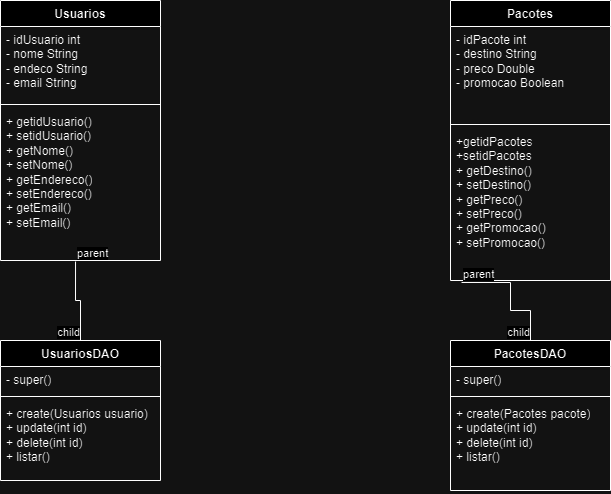 Usuarios
- idUsuario int
- nome String
- endeco String
- email String
+ getidUsuario()
+ setidUsuario()
+ getNome()
+ setNome()
+ getEndereco()
+ setEndereco()
+ getEmail()
+ setEmail()
parent
child
UsuariosDAO
- super()
+ create(Usuarios usuario)
+ update(int id)
+ delete(int id)
+ listar()
Pacotes
- idPacote int
- destino String
- preco Double
- promocao Boolean
+getidPacotes
+setidPacotes
+ getDestino()
+ setDestino()
+ getPreco()
+ setPreco()
+ getPromocao()
+ setPromocao()
parent
child
PacotesDAO
- super()
+ create(Pacotes pacote)
+ update(int id)
+ delete(int id)
+ listar()